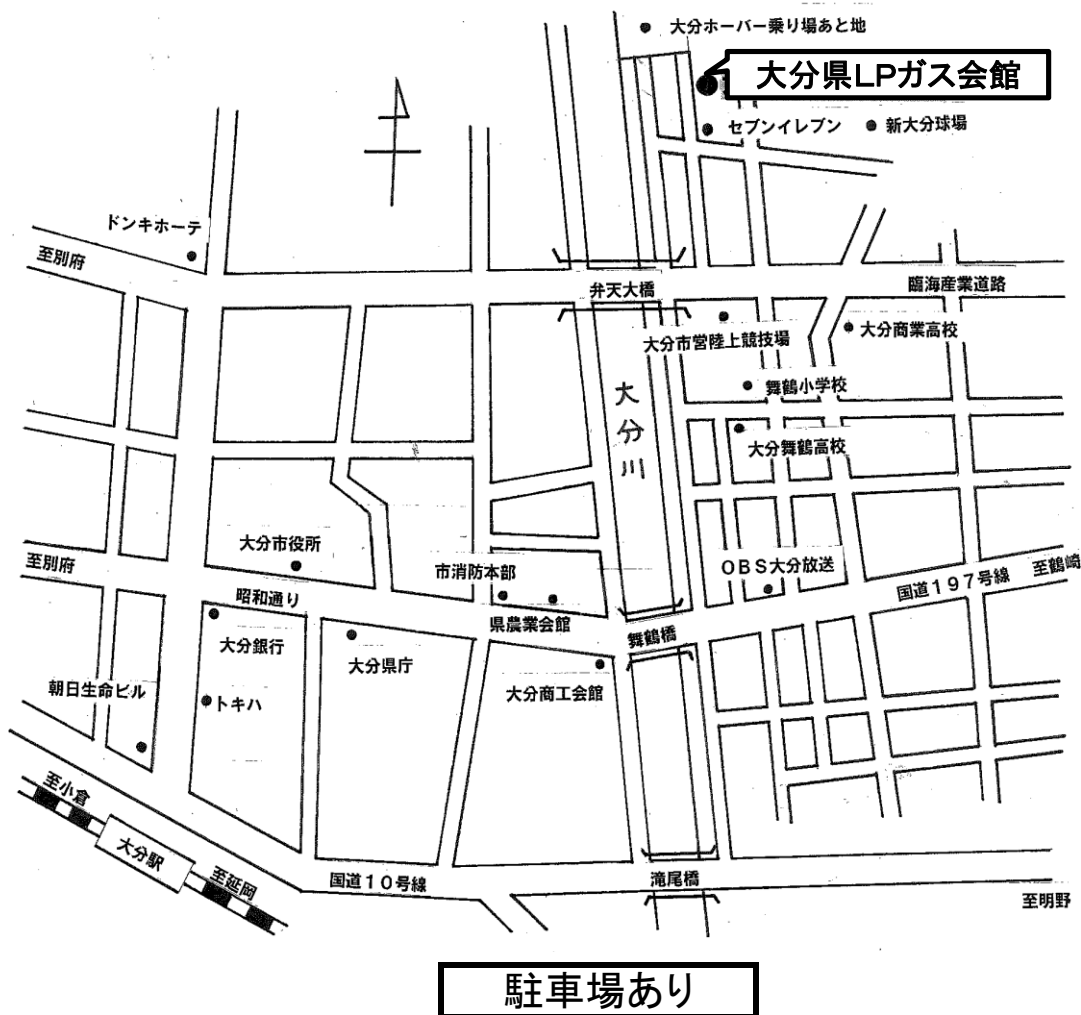 大分ホーバー乗り場あと地
大分県LPガス会館
セブンイレブン
新大分球場
ドンキホーテ
至別府
弁天大橋
臨海産業道路
大分市営陸上競技場
大分商業高校
舞鶴小学校
大分川
大分舞鶴高校
大分市役所
市消防本部
OBS大分放送
国道197号線
至鶴崎
至別府
昭和通り
県農業会館
舞鶴橋
大分銀行
大分県庁
大分商工会館
朝日生命ビル
トキハ
至小倉
大分駅
至延岡
国道10号線
滝尾橋
至明野
駐車場あり